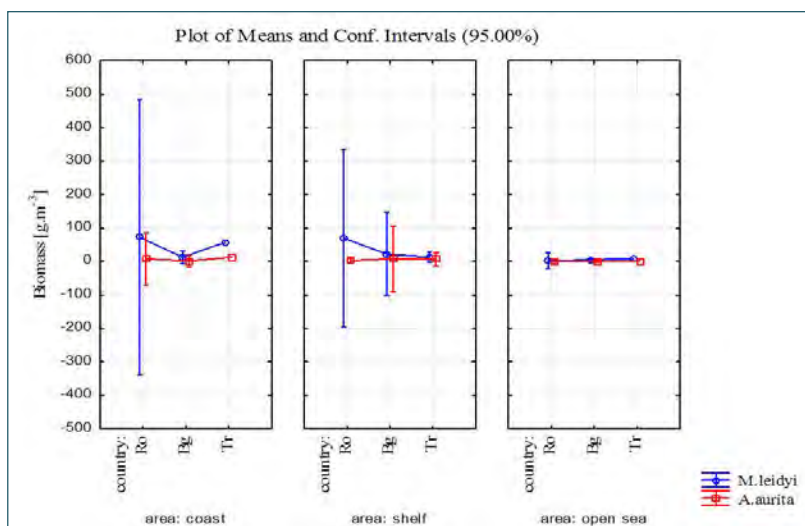 Plot of Means and Conf. Intervals (95.00%)
Biomass [g.m⁻³]
600
500
400
300
200
100
0
-100
-200
-300
-400
-500
country: Ro Bg Tr
country: Ro Bg Tr
country: Ro Bg Tr
area: coast
area: shelf
area: open sea
M.leidyi
A.aurita